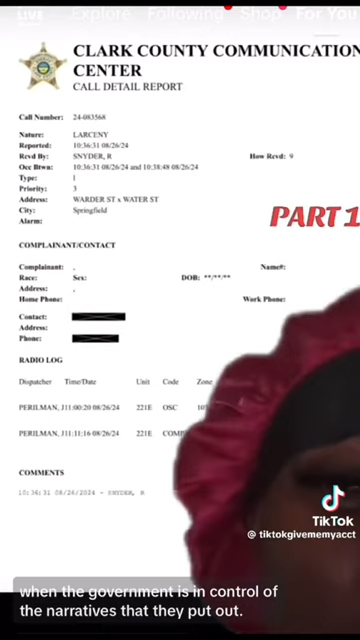 LIVE Explore Following Shop For You
CLARK COUNTY COMMUNICATION
CENTER
CALL DETAIL REPORT
Call Number: 24-083568
Nature: LARCENY
Reported: 10:36:31 08/26/24
Rcvd By: SNYDER, R How Rcvd: 9
Occ Btwn: 10:36:31 08/26/24 and 10:38:48 08/26/24
Type: 1
Priority: 3
Address: WARDER ST x WATER ST
City: Springfield
Alarm:
PART 1
COMPLAINANT/CONTACT
Complainant: , Name#:
Race: Sex: DOB: **/**/**
Address: ,
Home Phone: Work Phone:
Contact:
Address:
Phone:
RADIO LOG
Dispatcher Time/Date Unit Code Zone
PERILMAN, J11:00:20 08/26/24 221E OSC
PERILMAN, J11:11:16 08/26/24 221E COMP
COMMENTS
10:36:31 08/26/2024 - SNYDER, R
TikTok
@ tiktokgivememyacct
when the government is in control of
the narratives that they put out.